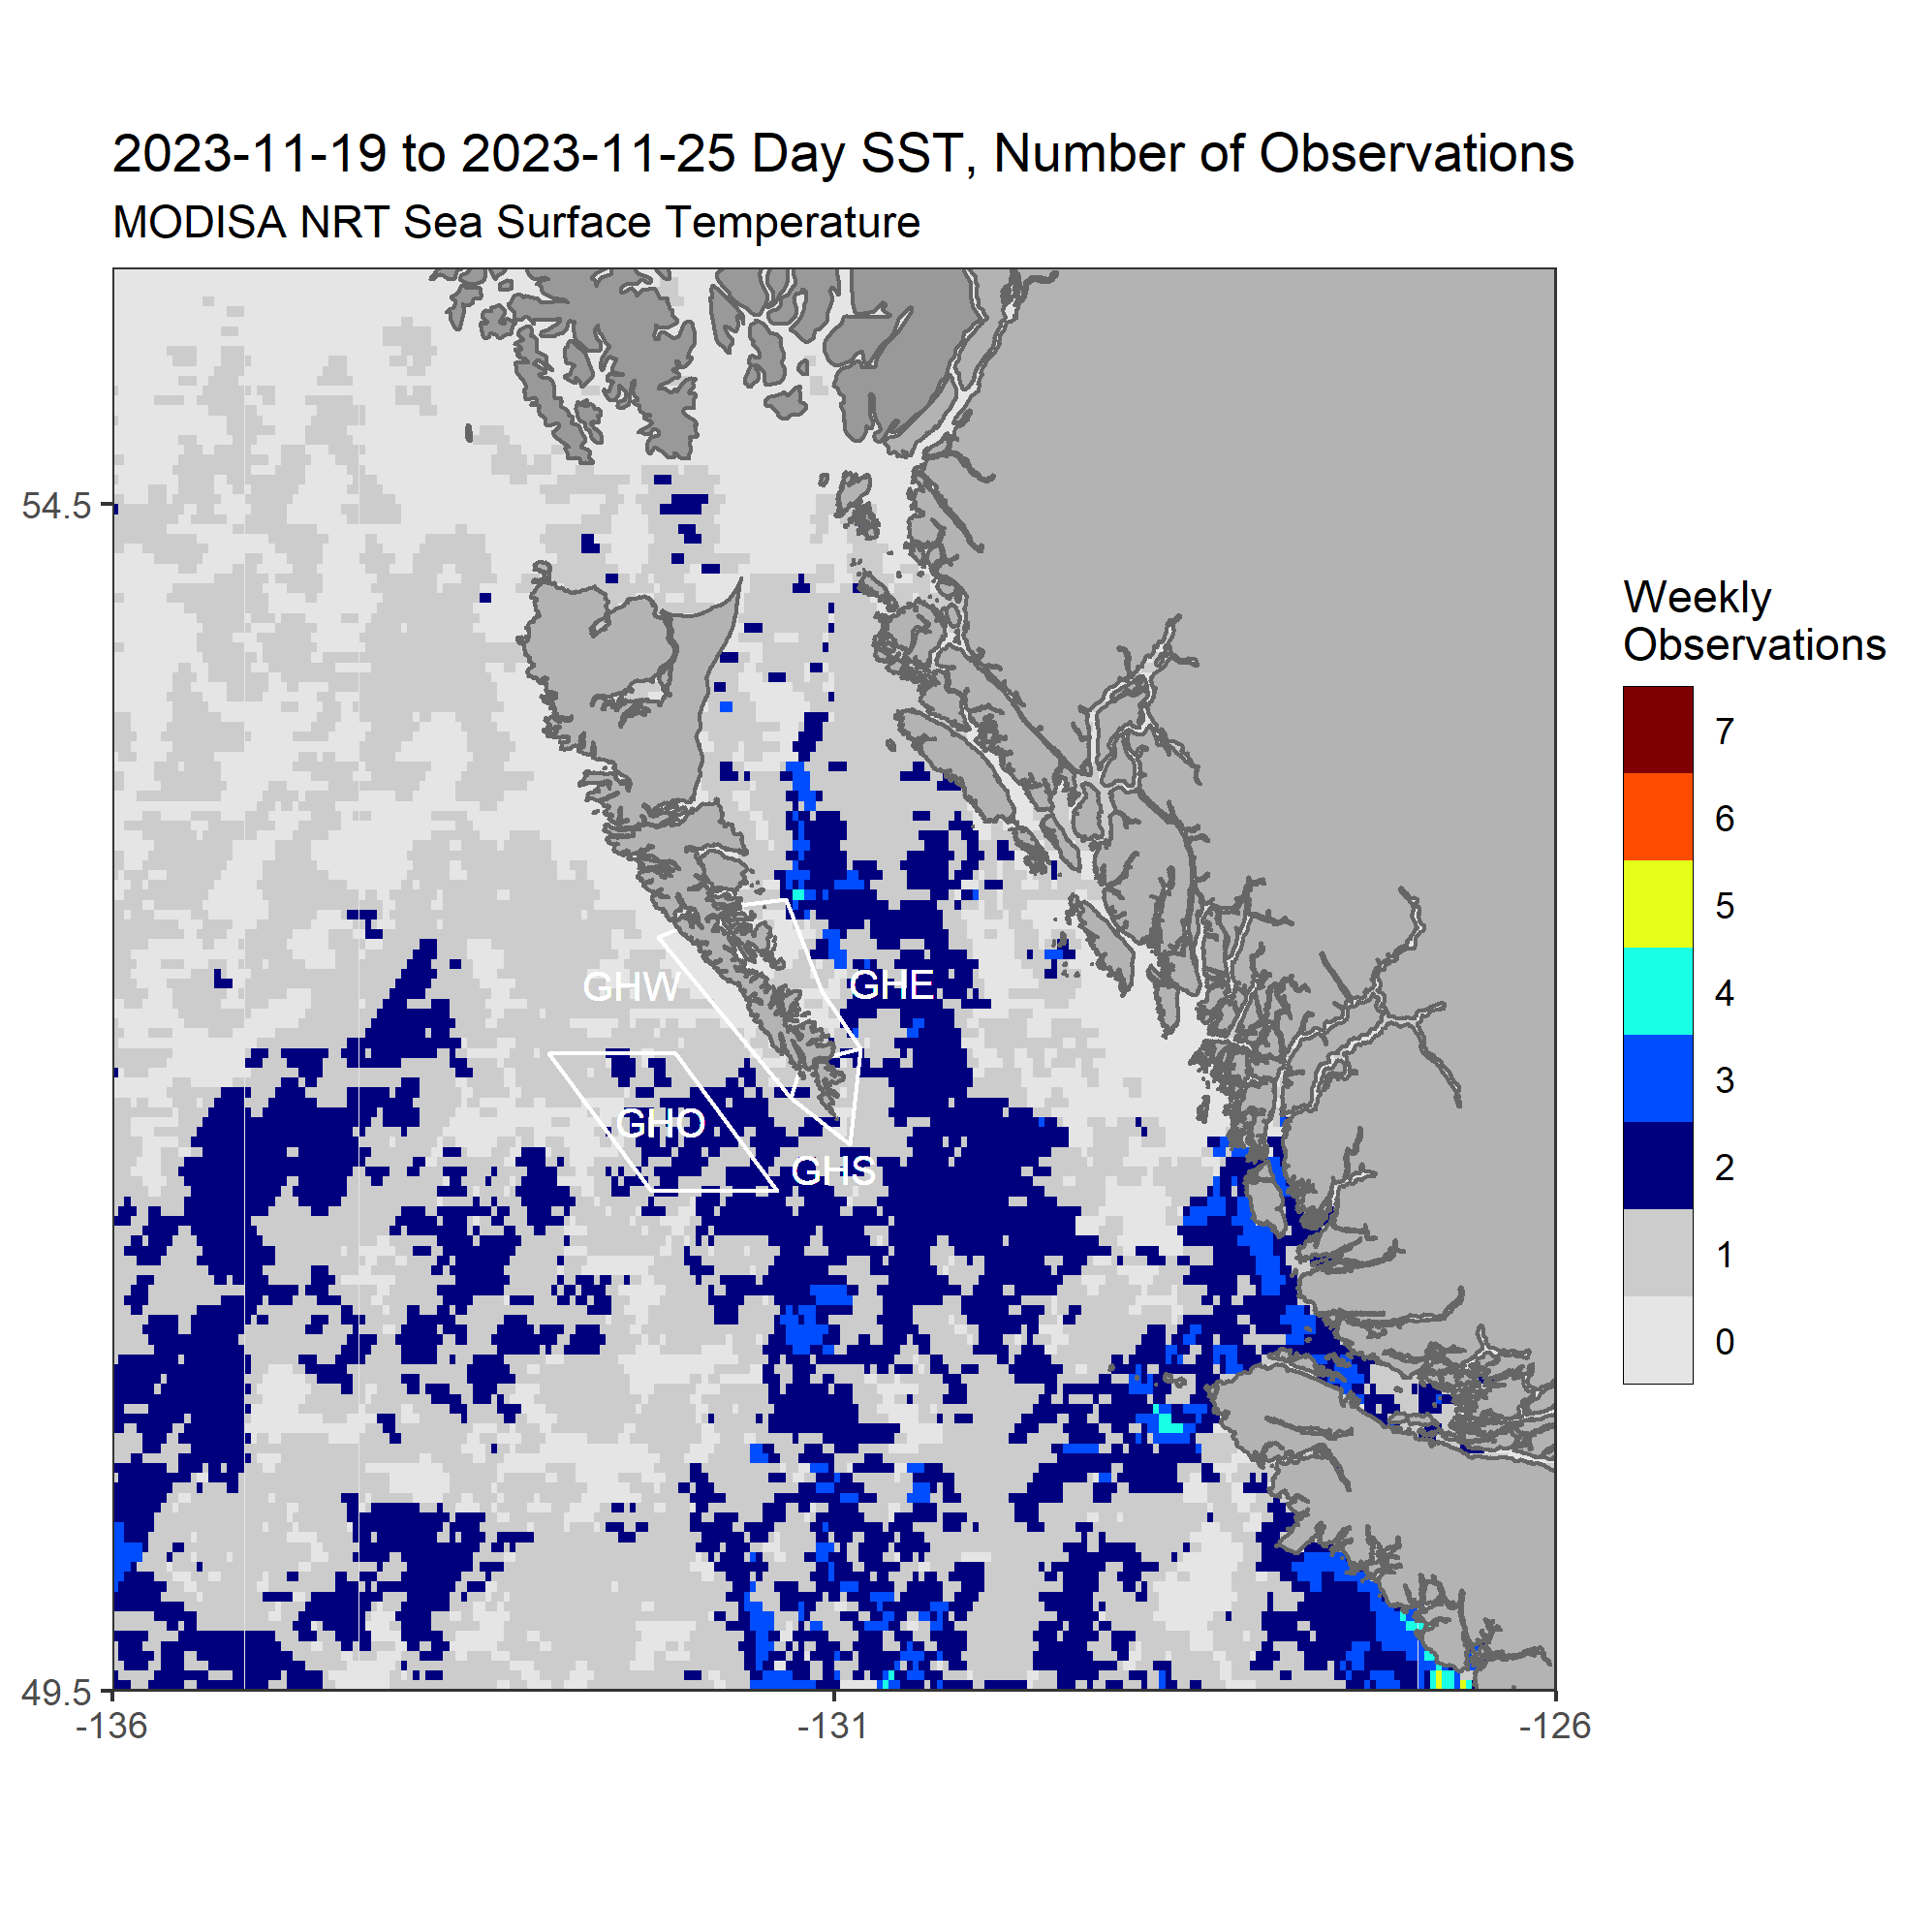 2023-11-19 to 2023-11-25 Day SST, Number of Observations
MODISA NRT Sea Surface Temperature
54.5
49.5
-136
-131
-126
GHW
GHE
GHO
GHS
Weekly
Observations
7
6
5
4
3
2
1
0